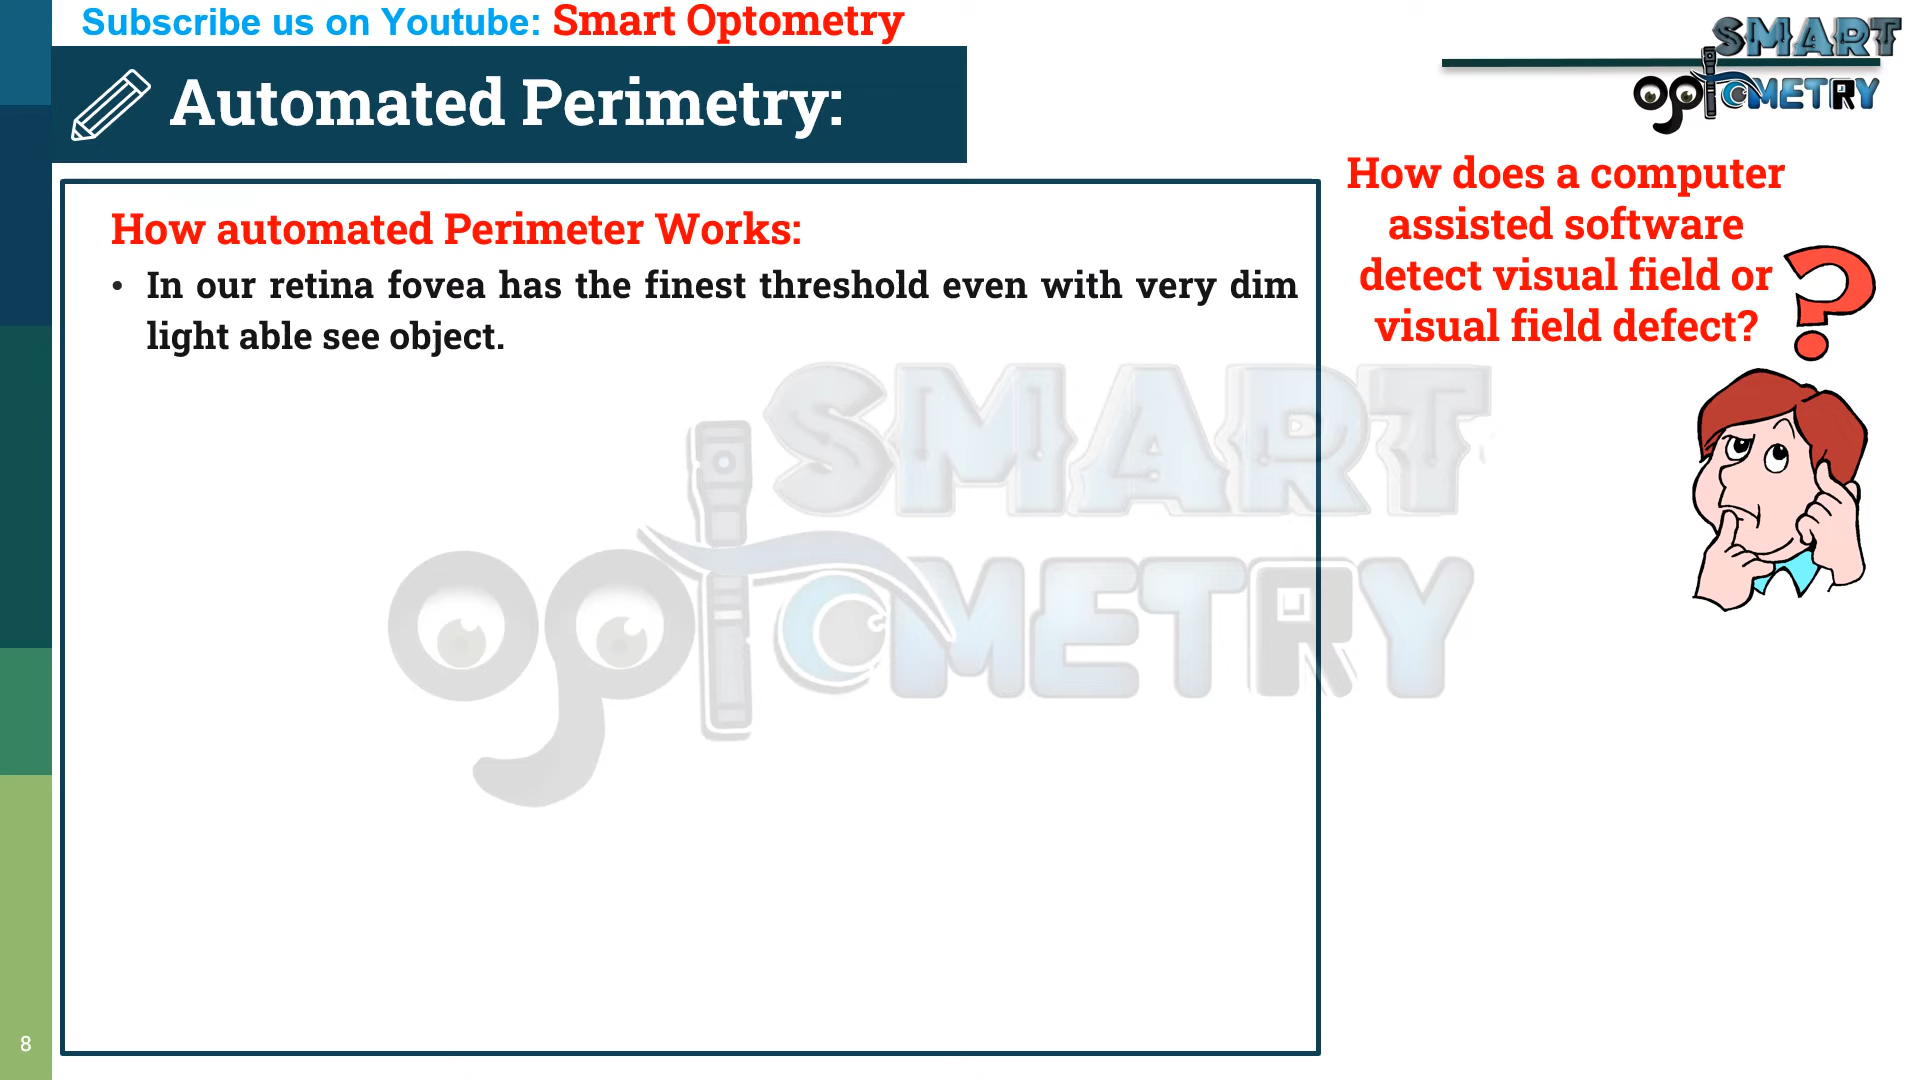 Subscribe us on Youtube: Smart Optometry
SMART
OPTOMETRY
Automated Perimetry:
How does a computer
assisted software
detect visual field or
visual field defect?
How automated Perimeter Works:
• In our retina fovea has the finest threshold even with very dim
light able see object.
SMART
OPTOMETRY
8